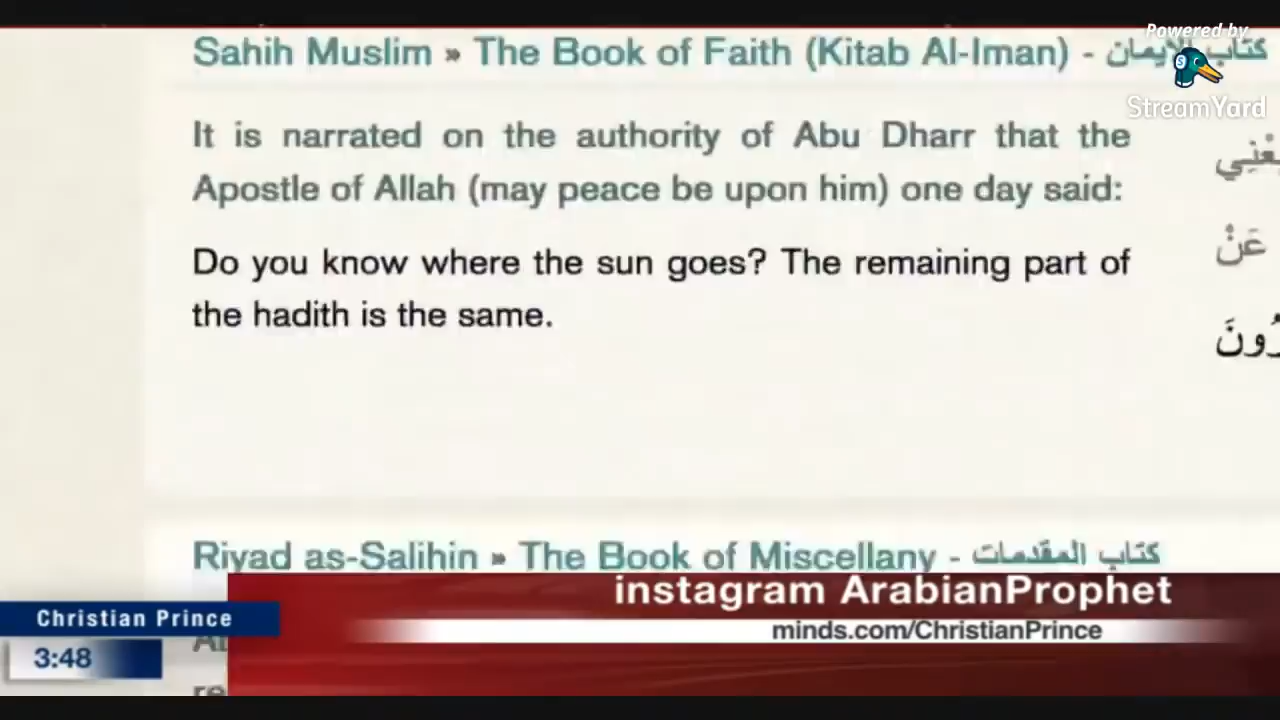 Powered by
StreamYard
Sahih Muslim » The Book of Faith (Kitab Al-Iman) - كتاب الإيمان
It is narrated on the authority of Abu Dharr that the
Apostle of Allah (may peace be upon him) one day said:
Do you know where the sun goes? The remaining part of
the hadith is the same.
عَنْ
Riyad as-Salihin » The Book of Miscellany - كتاب المقدمات
instagram ArabianProphet
Christian Prince
minds.com/ChristianPrince
3:48